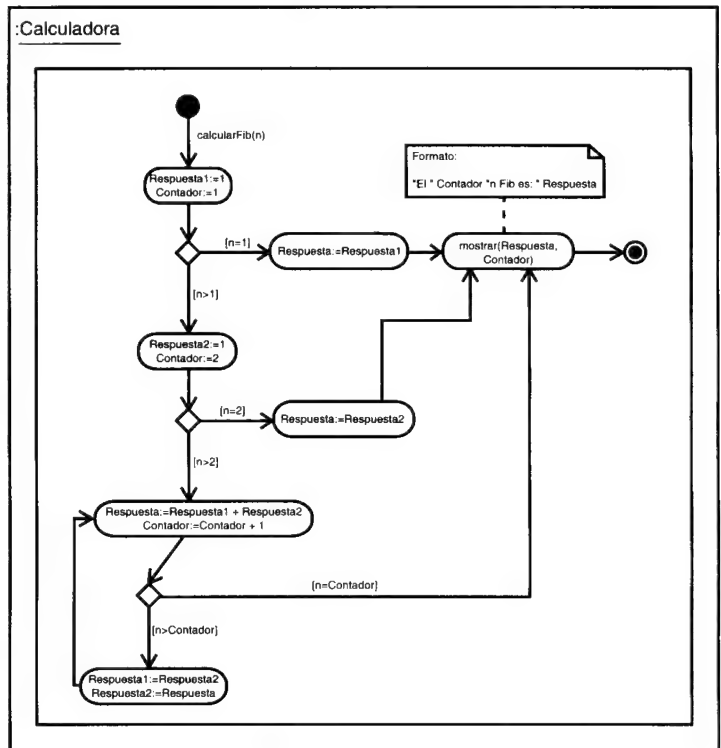 :Calculadora
calcularFib(n)
Respuesta1:=1
Contador:=1
Formato:
"El " Contador "n Fib es: " Respuesta
[n=1]
Respuesta:=Respuesta1
mostrar(Respuesta,
Contador)
[n>1]
Respuesta2:=1
Contador:=2
[n=2]
Respuesta:=Respuesta2
[n>2]
Respuesta:=Respuesta1 + Respuesta2
Contador:=Contador + 1
[n=Contador]
[n>Contador]
Respuesta1:=Respuesta2
Respuesta2:=Respuesta